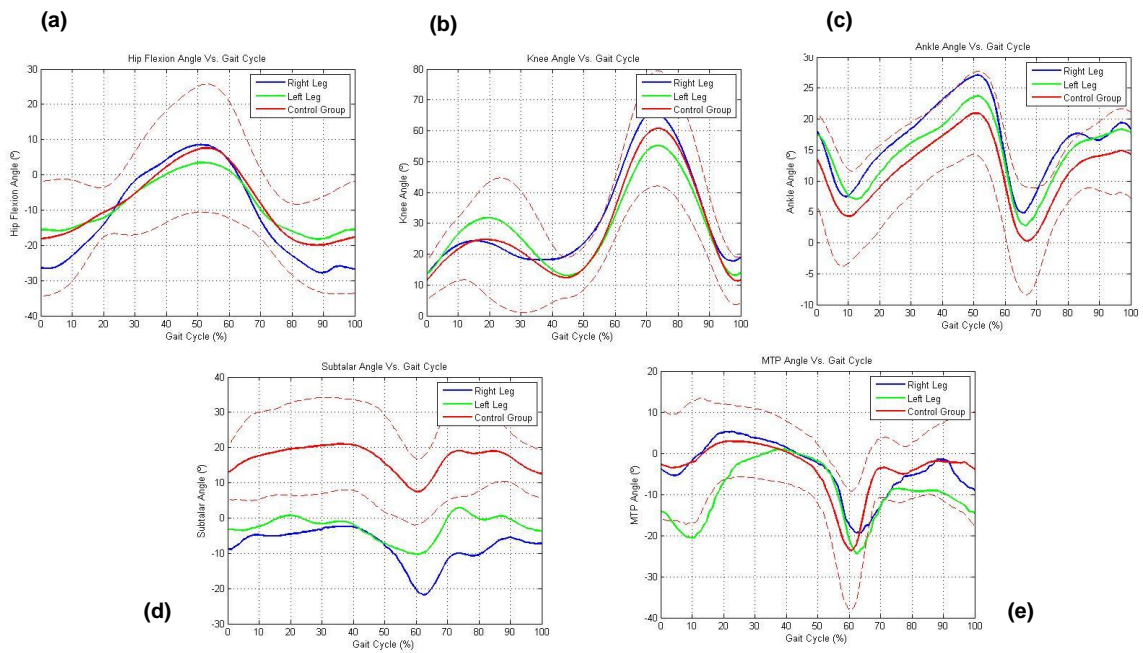 (a)
Hip Flexion Angle Vs. Gait Cycle
30
20
10
0
-10
-20
-30
-40
Hip Flexion Angle (º)
0 10 20 30 40 50 60 70 80 90 100
Gait Cycle (%)
Right Leg
Left Leg
Control Group
(b)
Knee Angle Vs. Gait Cycle
80
70
60
50
40
30
20
10
0
Knee Angle (º)
0 10 20 30 40 50 60 70 80 90 100
Gait Cycle (%)
Right Leg
Left Leg
Control Group
(c)
Ankle Angle Vs. Gait Cycle
30
25
20
15
10
5
0
-5
-10
Ankle Angle (º)
0 10 20 30 40 50 60 70 80 90 100
Gait Cycle (%)
Right Leg
Left Leg
Control Group
(d)
Subtalar Angle Vs. Gait Cycle
40
30
20
10
0
-10
-20
-30
Subtalar Angle (º)
0 10 20 30 40 50 60 70 80 90 100
Gait Cycle (%)
Right Leg
Left Leg
Control Group
(e)
MTP Angle Vs. Gait Cycle
20
10
0
-10
-20
-30
-40
MTP Angle (º)
0 10 20 30 40 50 60 70 80 90 100
Gait Cycle (%)
Right Leg
Left Leg
Control Group